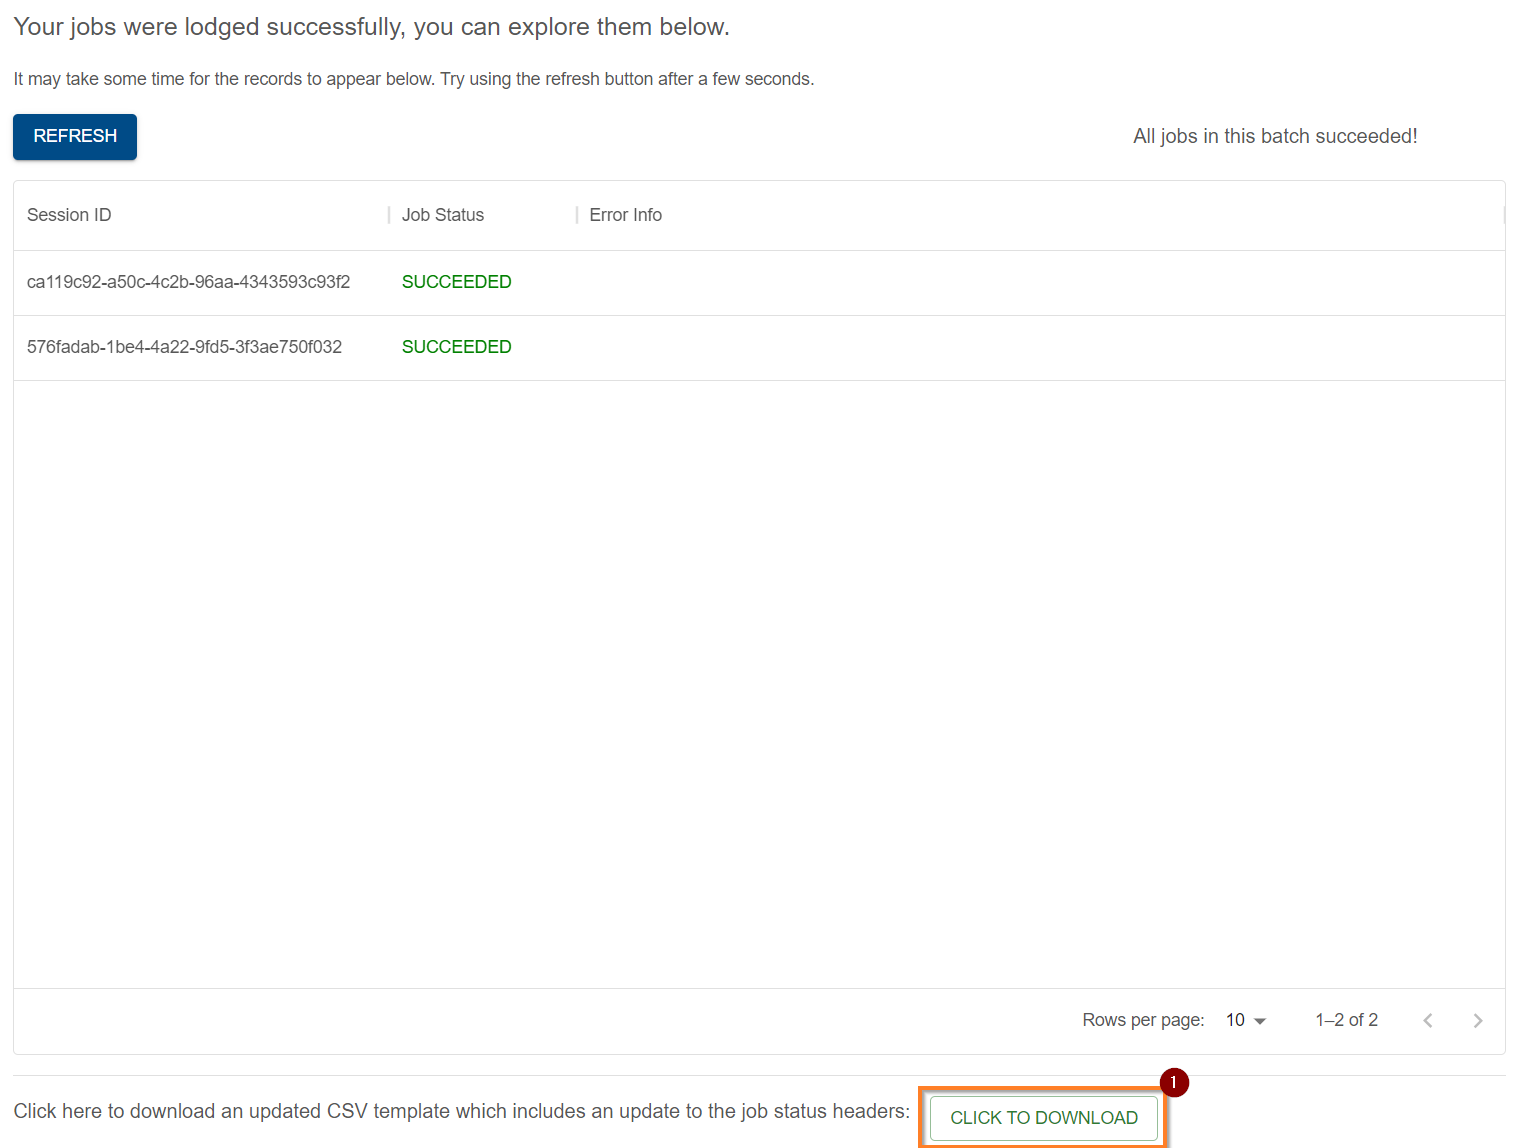 Your jobs were lodged successfully, you can explore them below.
It may take some time for the records to appear below. Try using the refresh button after a few seconds.
REFRESH
All jobs in this batch succeeded!
Session ID Job Status Error Info
ca119c92-a50c-4c2b-96aa-4343593c93f2 SUCCEEDED
576fadab-1be4-4a22-9fd5-3f3ae750f032 SUCCEEDED
Rows per page: 10 1–2 of 2
1
Click here to download an updated CSV template which includes an update to the job status headers: CLICK TO DOWNLOAD